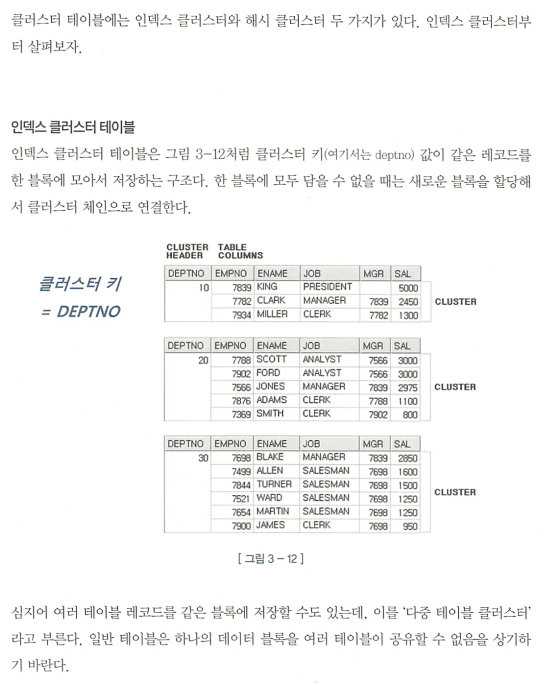 클러스터 테이블에는 인덱스 클러스터와 해시 클러스터 두 가지가 있다. 인덱스 클러스터부
터 살펴보자.
인덱스 클러스터 테이블
인덱스 클러스터 테이블은 그림 3-12처럼 클러스터 키(여기서는 deptno) 값이 같은 레코드를
한 블록에 모아서 저장하는 구조다. 한 블록에 모두 담을 수 없을 때는 새로운 블록을 할당해
서 클러스터 체인으로 연결한다.
클러스터 키
= DEPTNO
CLUSTER TABLE
HEADER COLUMNS
DEPTNO EMPNO ENAME JOB MGR SAL
10 7839 KING PRESIDENT 5000
7782 CLARK MANAGER 7839 2450
7934 MILLER CLERK 7782 1300
CLUSTER
DEPTNO EMPNO ENAME JOB MGR SAL
20 7788 SCOTT ANALYST 7566 3000
7902 FORD ANALYST 7566 3000
7566 JONES MANAGER 7839 2975
7876 ADAMS CLERK 7788 1100
7369 SMITH CLERK 7902 800
CLUSTER
DEPTNO EMPNO ENAME JOB MGR SAL
30 7698 BLAKE MANAGER 7839 2850
7499 ALLEN SALESMAN 7698 1600
7844 TURNER SALESMAN 7698 1500
7521 WARD SALESMAN 7698 1250
7654 MARTIN SALESMAN 7698 1250
7900 JAMES CLERK 7698 950
CLUSTER
[ 그림 3 - 12 ]
심지어 여러 테이블 레코드를 같은 블록에 저장할 수도 있는데, 이를 '다중 테이블 클러스터'
라고 부른다. 일반 테이블은 하나의 데이터 블록을 여러 테이블이 공유할 수 없음을 상기하
기 바란다.